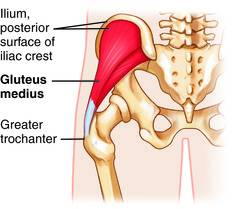 Ilium,
posterior
surface of
iliac crest
Gluteus
medius
Greater
trochanter